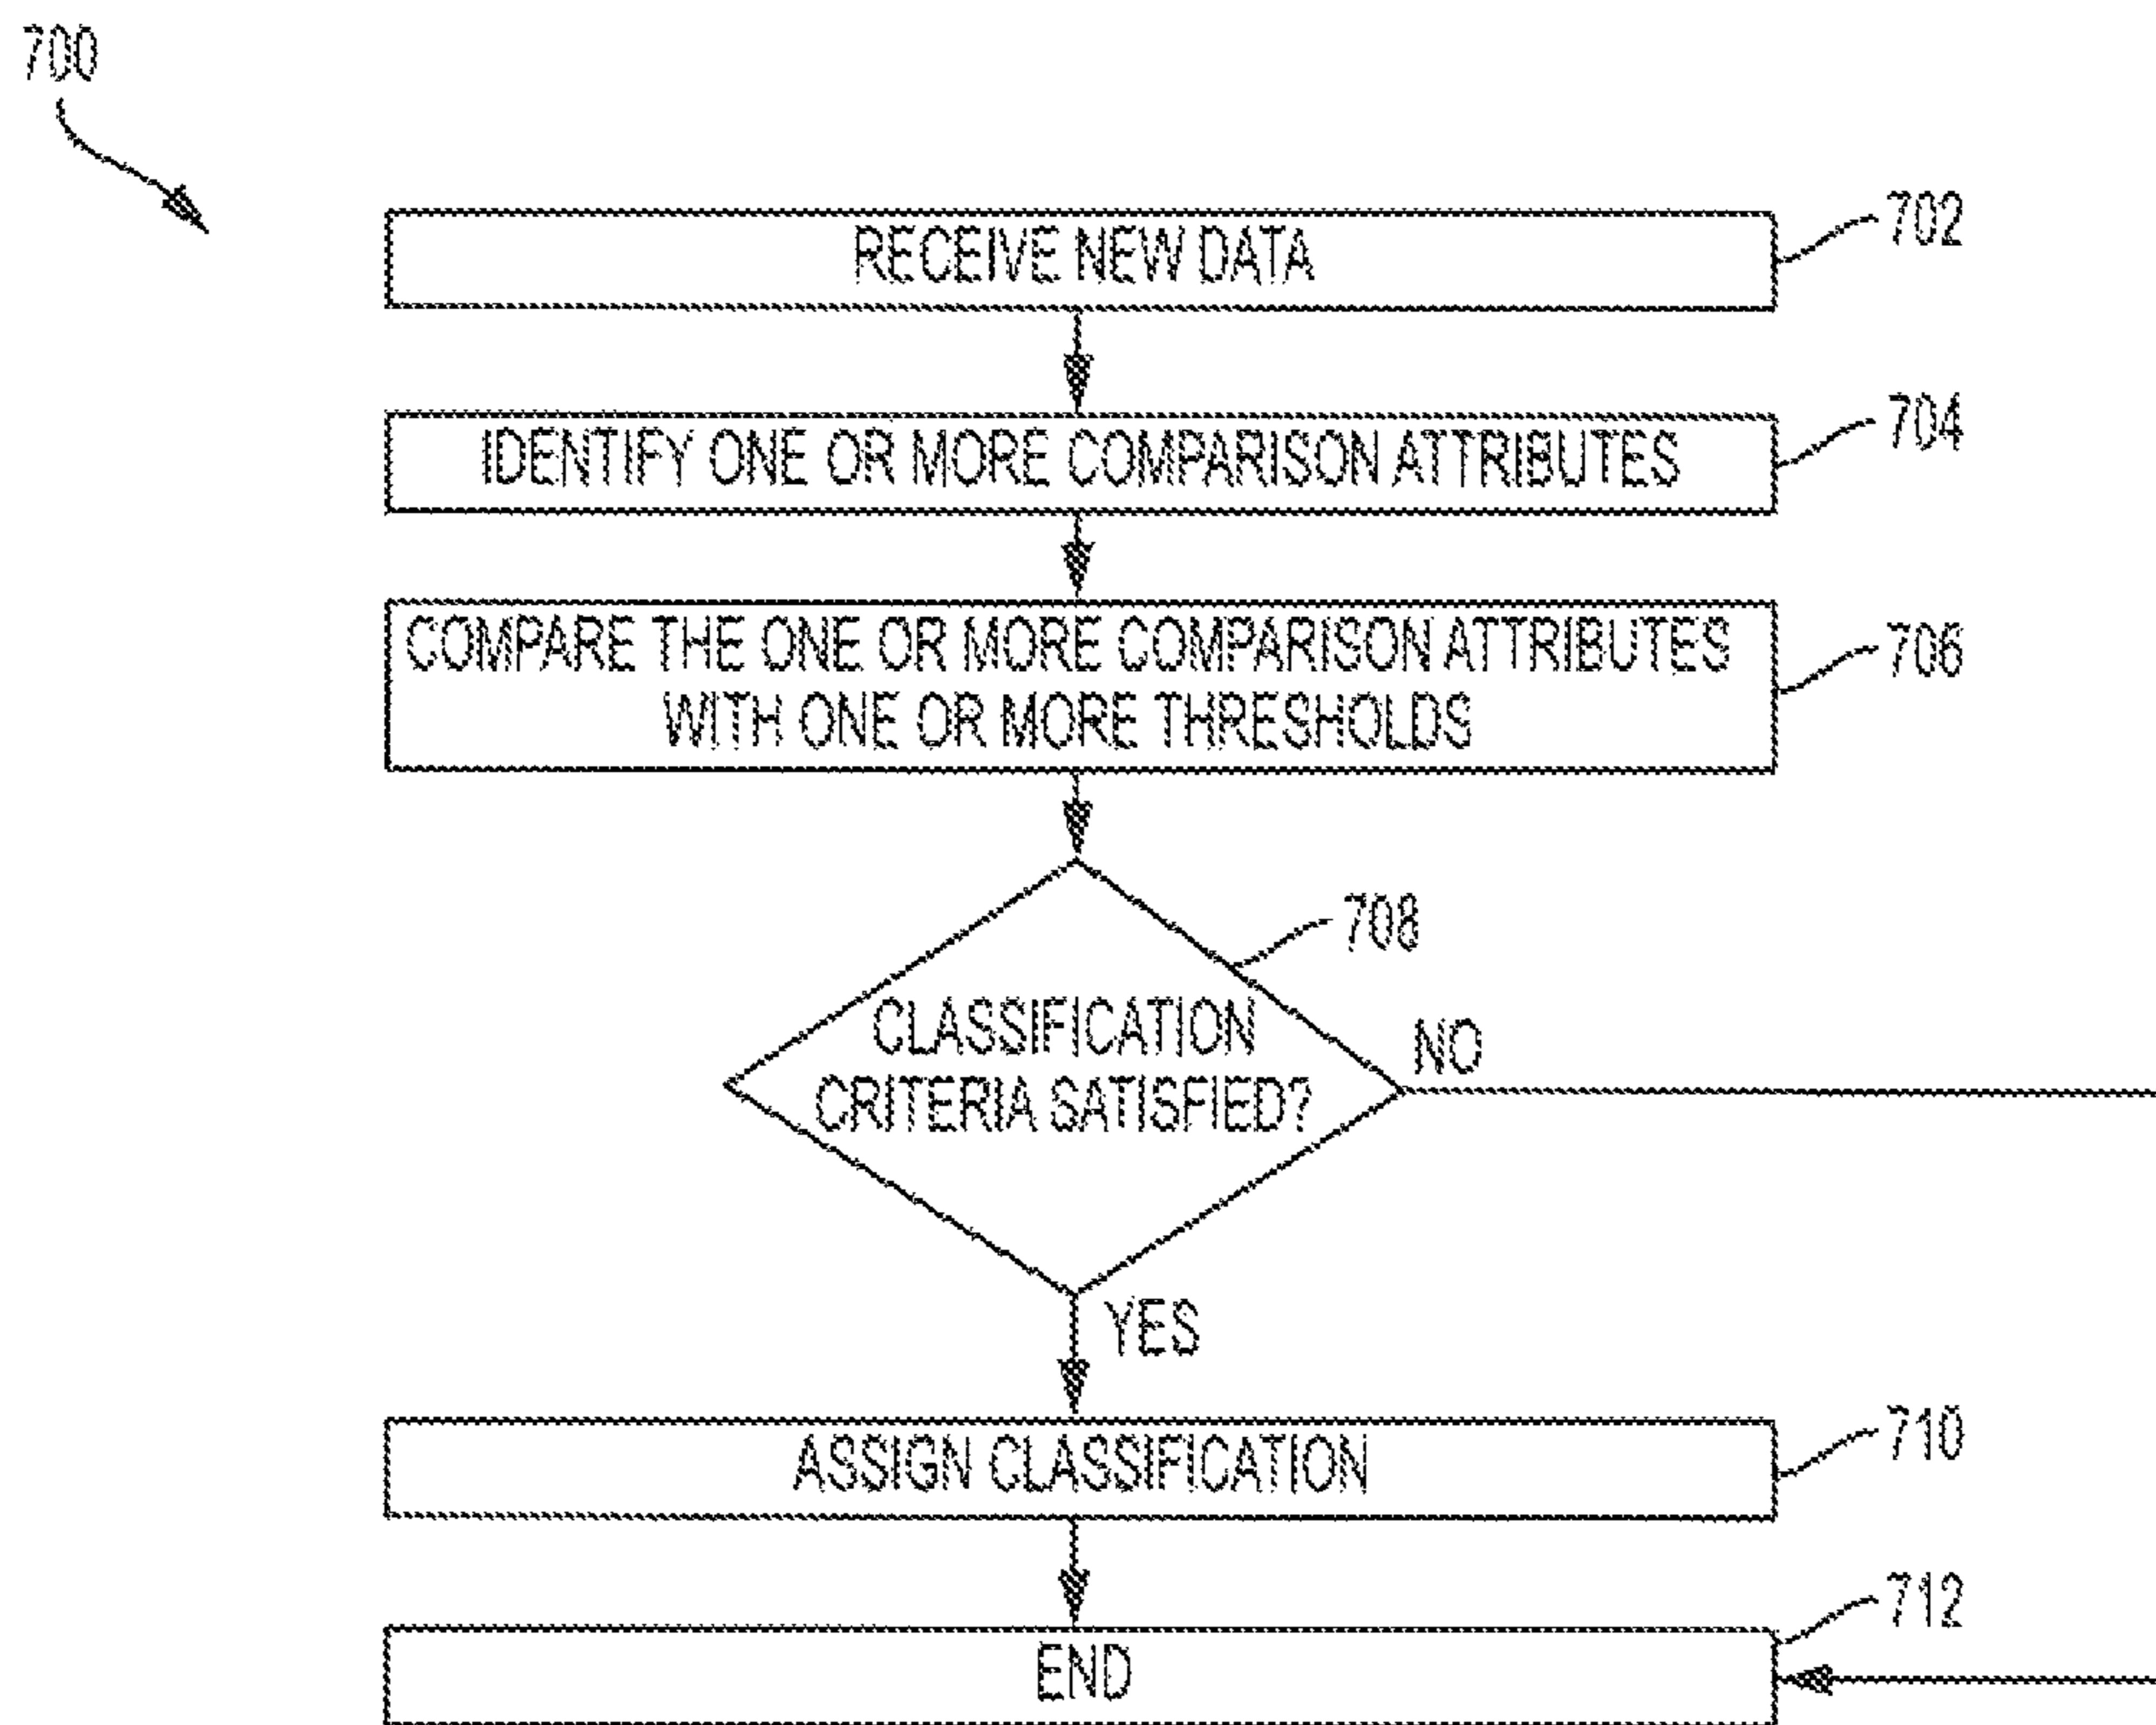 700
RECEIVE NEW DATA
702
IDENTIFY ONE OR MORE COMPARISON ATTRIBUTES
704
COMPARE THE ONE OR MORE COMPARISON ATTRIBUTES
WITH ONE OR MORE THRESHOLDS
706
708
CLASSIFICATION
CRITERIA SATISFIED?
NO
YES
ASSIGN CLASSIFICATION
710
END
712